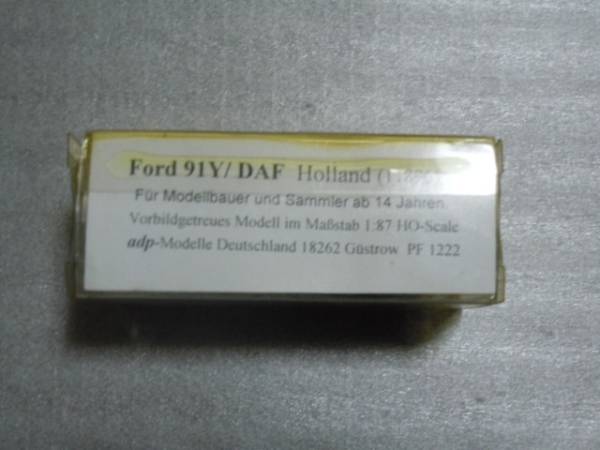 Ford 91Y/ DAF Holland
Für Modellbauer und Sammler ab 14 Jahren.
Vorbildgetreues Modell im Maßstab 1:87 HO-Scale
adp-Modelle Deutschland 18262 Güstrow PF 1222